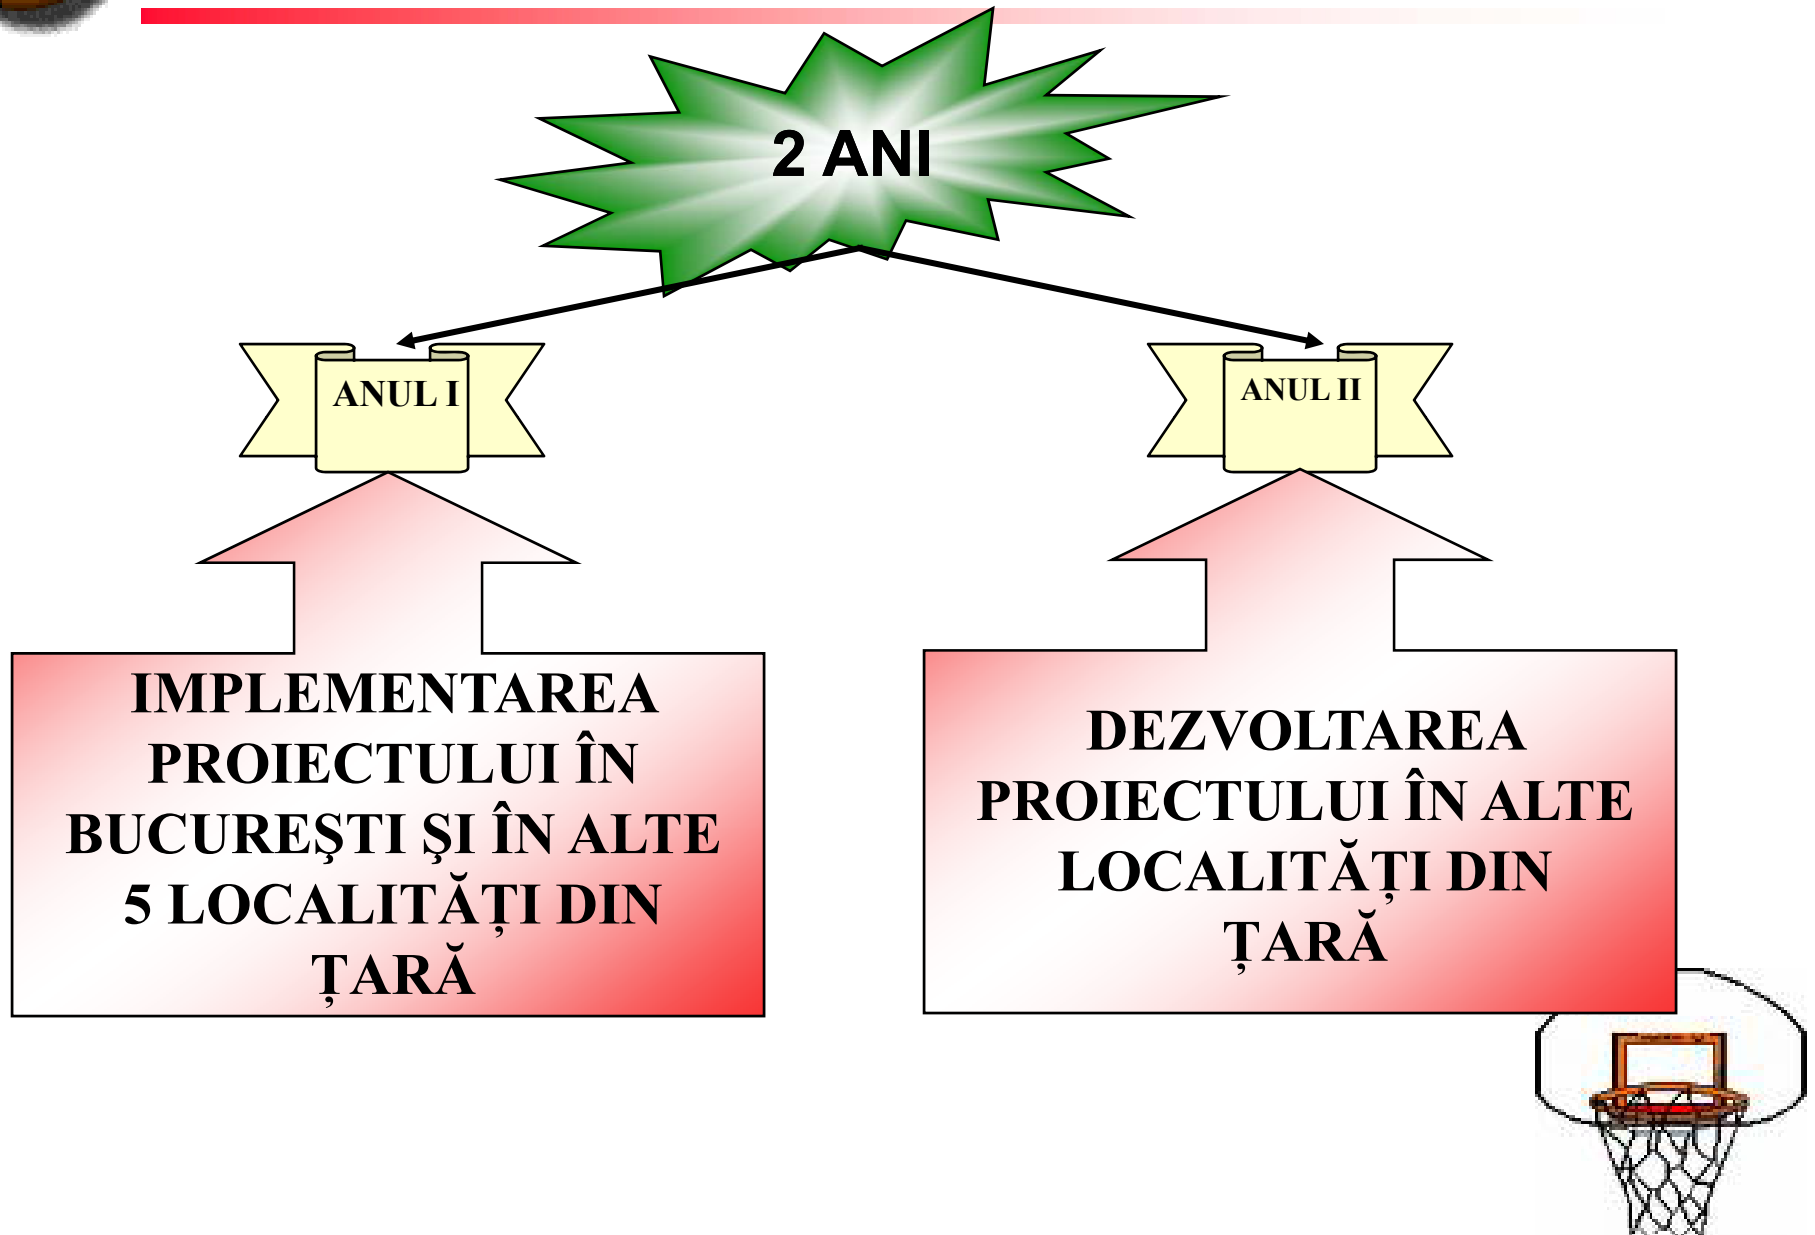 2 ANI
ANUL I
ANUL II
IMPLEMENTAREA
PROIECTULUI ÎN
BUCUREŞTI ŞI ÎN ALTE
5 LOCALITĂȚI DIN
ȚARĂ
DEZVOLTAREA
PROIECTULUI ÎN ALTE
LOCALITĂȚI DIN
ȚARĂ